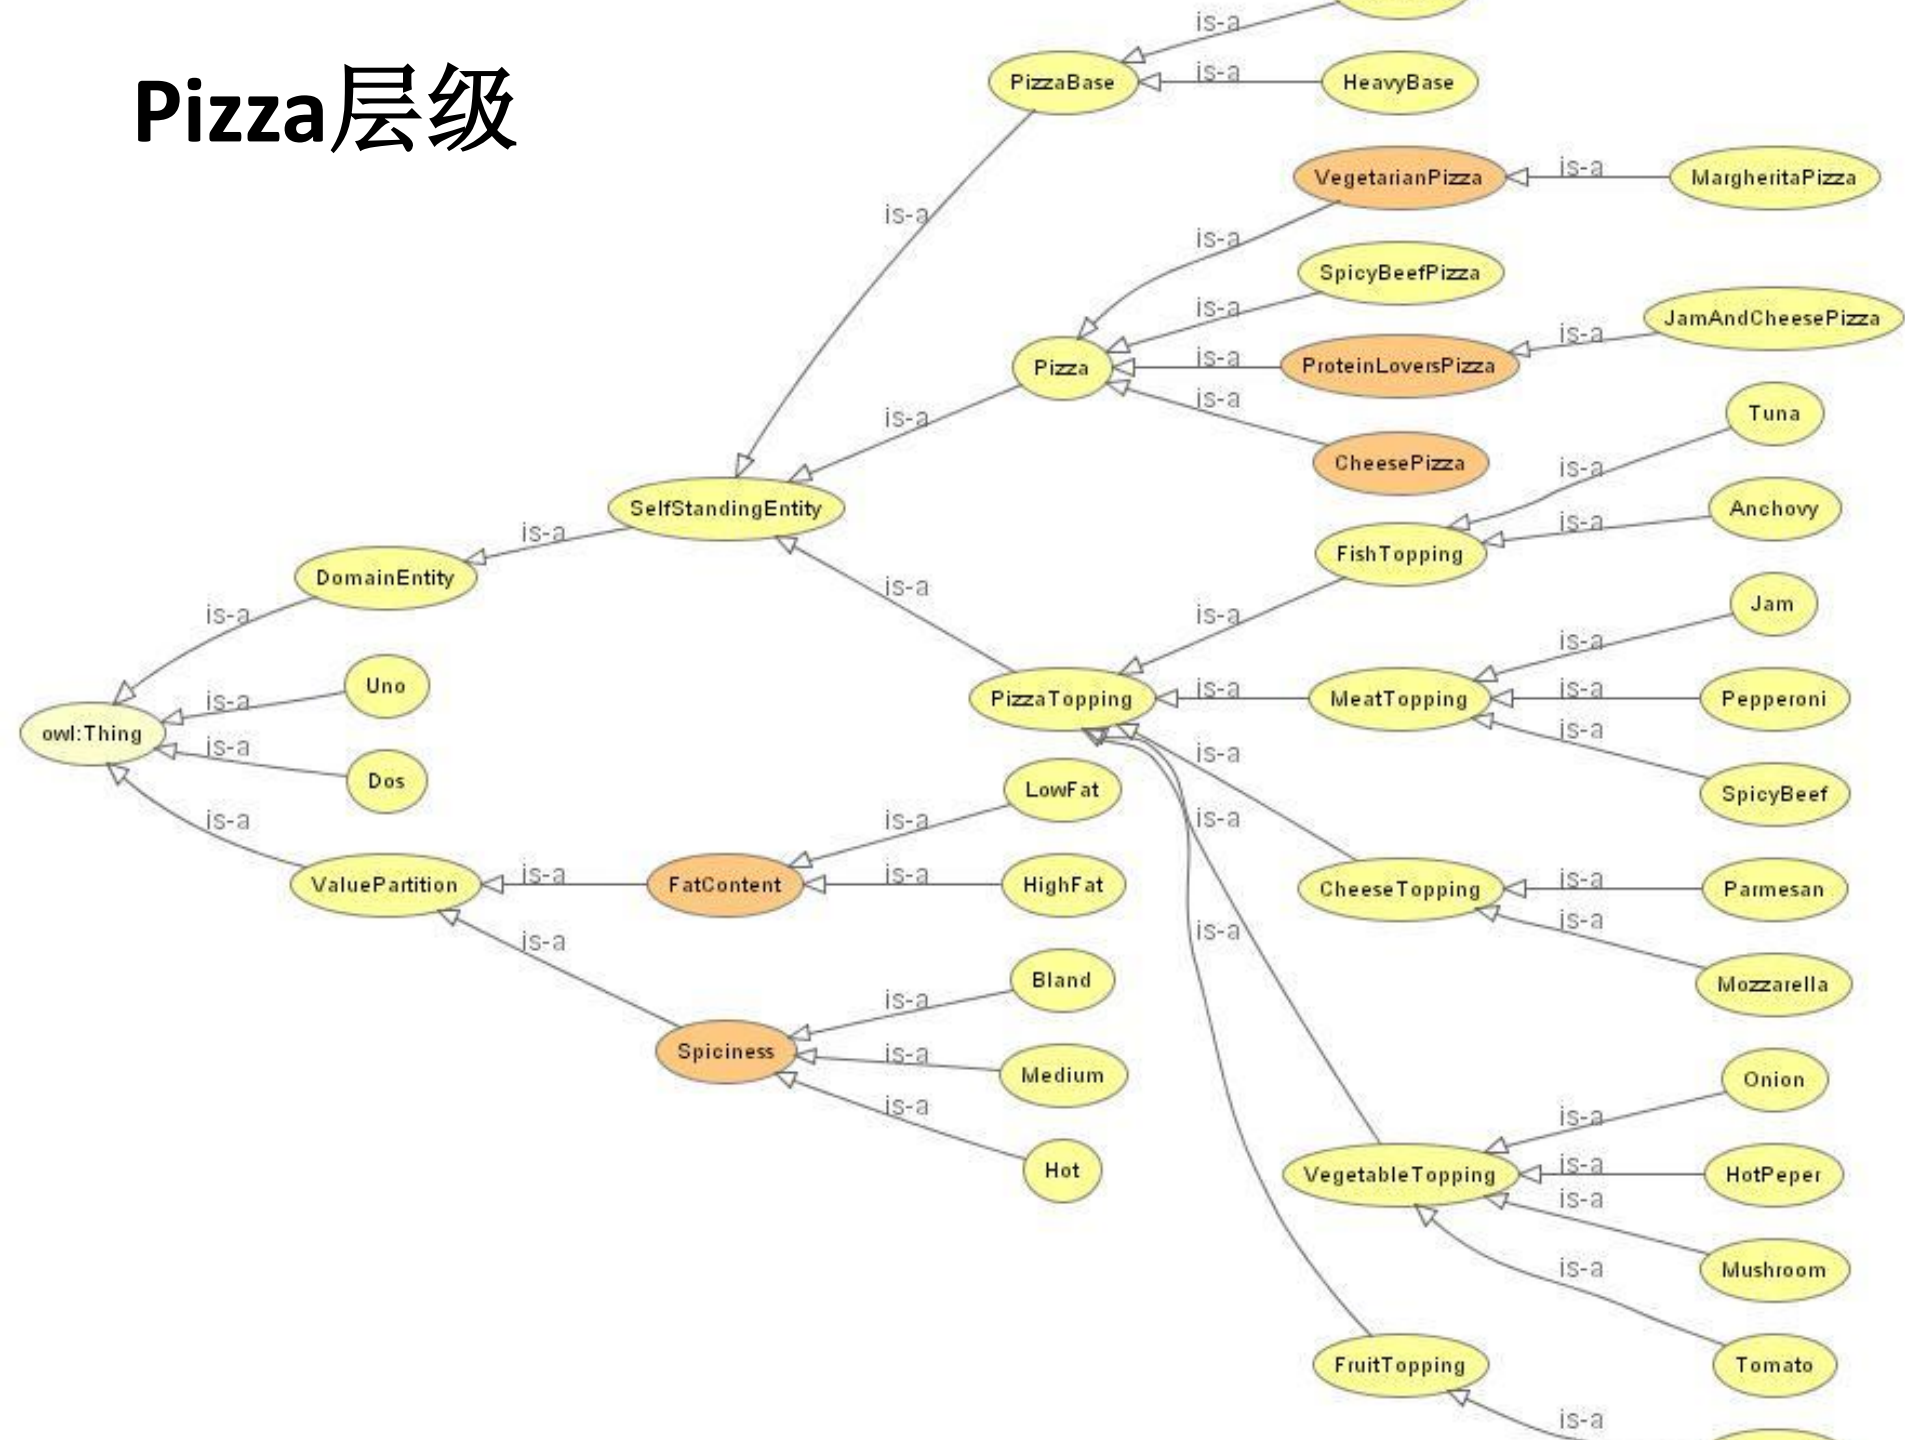 Pizza层级
is-a
PizzaBase
is-a
HeavyBase
VegetarianPizza
is-a
MargheritaPizza
is-a
is-a
SpicyBeefPizza
is-a
JamAndCheesePizza
is-a
Pizza
is-a
ProteinLoversPizza
is-a
is-a
Tuna
CheesePizza
is-a
SelfStandingEntity
is-a
Anchovy
is-a
FishTopping
is-a
DomainEntity
is-a
is-a
is-a
Jam
is-a
Uno
is-a
PizzaTopping
is-a
MeatTopping
is-a
Pepperoni
owl:Thing
is-a
is-a
is-a
Dos
LowFat
SpicyBeef
is-a
is-a
is-a
ValuePartition
is-a
FatContent
is-a
HighFat
CheeseTopping
is-a
Parmesan
is-a
is-a
is-a
Bland
Mozzarella
is-a
Spiciness
is-a
Medium
Onion
is-a
is-a
Hot
VegetableTopping
is-a
HotPeper
is-a
Mushroom
is-a
FruitTopping
Tomato
is-a